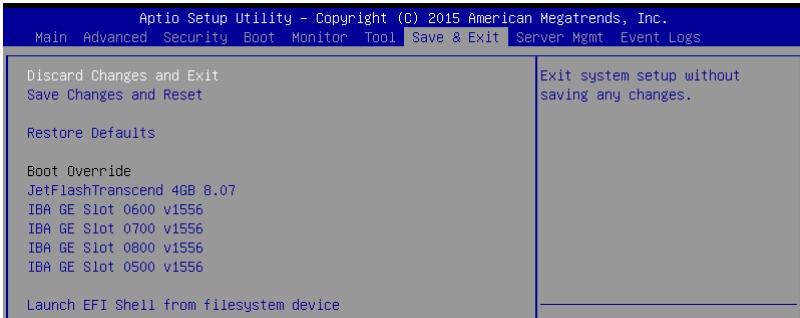 Aptio Setup Utility – Copyright (C) 2015 American Megatrends, Inc.
Main Advanced Security Boot Monitor Tool Save & Exit Server Mgmt Event Logs
Discard Changes and Exit
Save Changes and Reset
Restore Defaults
Boot Override
JetFlashTranscend 4GB 8.07
IBA GE Slot 0600 v1556
IBA GE Slot 0700 v1556
IBA GE Slot 0800 v1556
IBA GE Slot 0500 v1556
Launch EFI Shell from filesystem device
Exit system setup without
saving any changes.